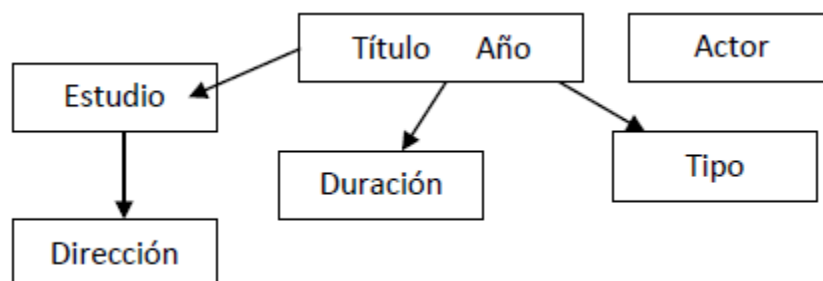 Título Año
Actor
Estudio
Duración
Tipo
Dirección